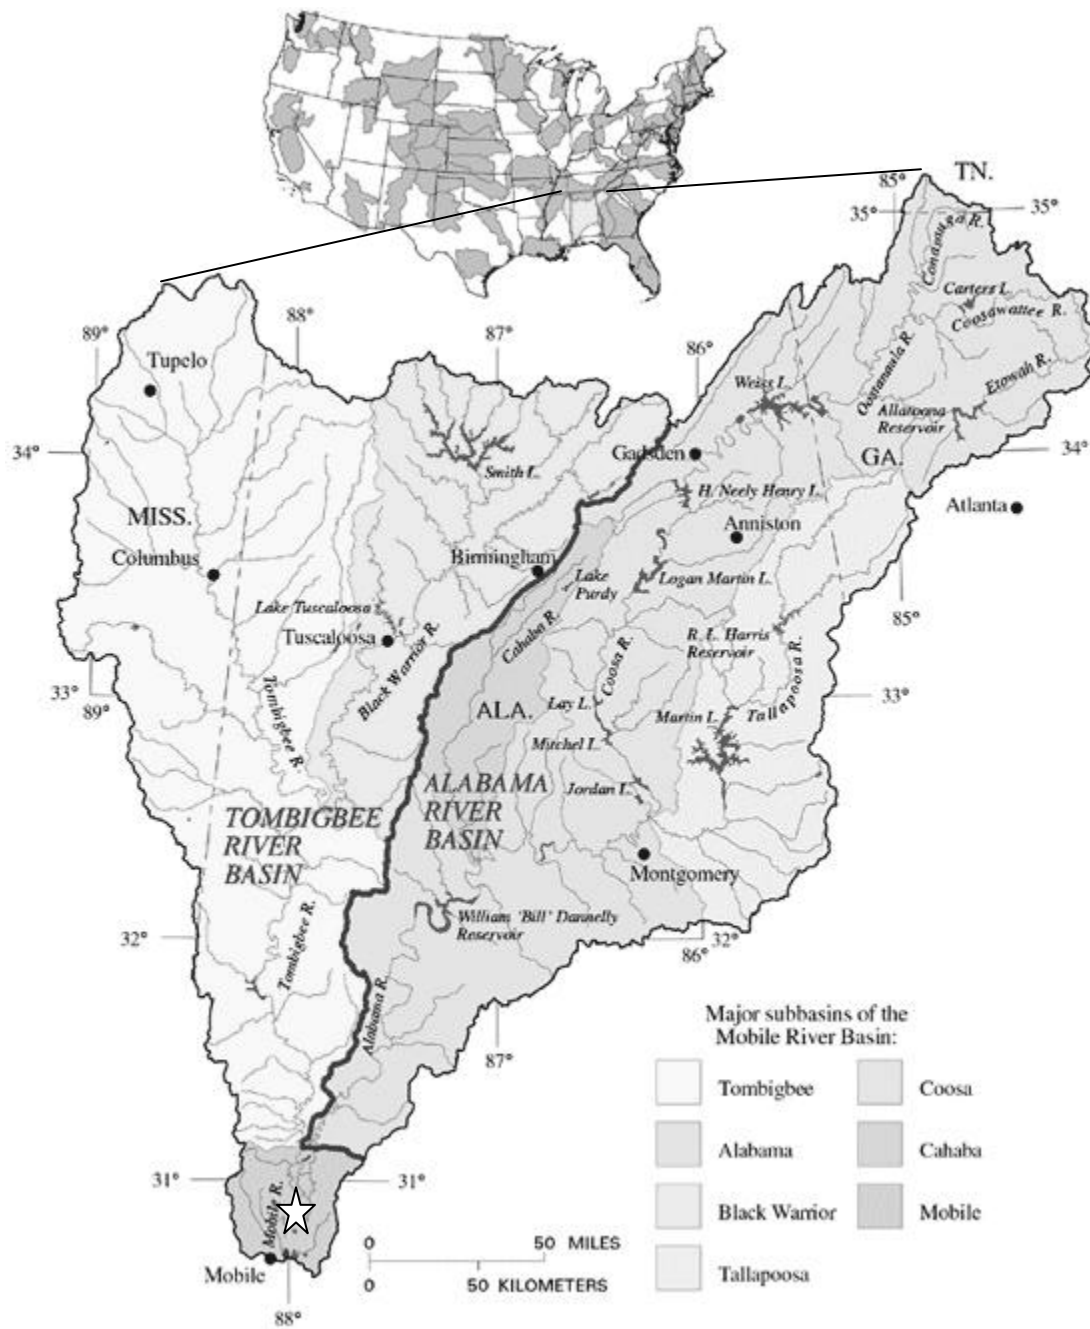 TN.
85°
35°
35°
Conasauga R.
Carters L.
Coosawattee R.
88°
89°
87°
86°
Tupelo
Weiss L.
Oostanaula R.
Etowah R.
Allatoona
Reservoir
34°
Gadsden
34°
GA.
Smith L.
H. Neely Henry L.
MISS.
Atlanta
Anniston
Columbus
Birmingham
Lake
Purdy
Logan Martin L.
Lake Tuscaloosa
85°
Tuscaloosa
Cahaba R.
R. L. Harris
Reservoir
Black Warrior R.
Coosa R.
Tallapoosa R.
33°
89°
33°
Tombigbee R.
Lay L.
ALA.
Martin L.
Mitchel L.
ALABAMA
RIVER
BASIN
Jordan L.
TOMBIGBEE
RIVER
BASIN
Montgomery
William 'Bill' Dannelly
Reservoir
32°
32°
86°
Tombigbee R.
Alabama R.
87°
Major subbasins of the
Mobile River Basin:
Tombigbee
Coosa
Alabama
Cahaba
Black Warrior
Mobile
Tallapoosa
31°
31°
Mobile R.
Mobile
88°
0 50 MILES
0 50 KILOMETERS